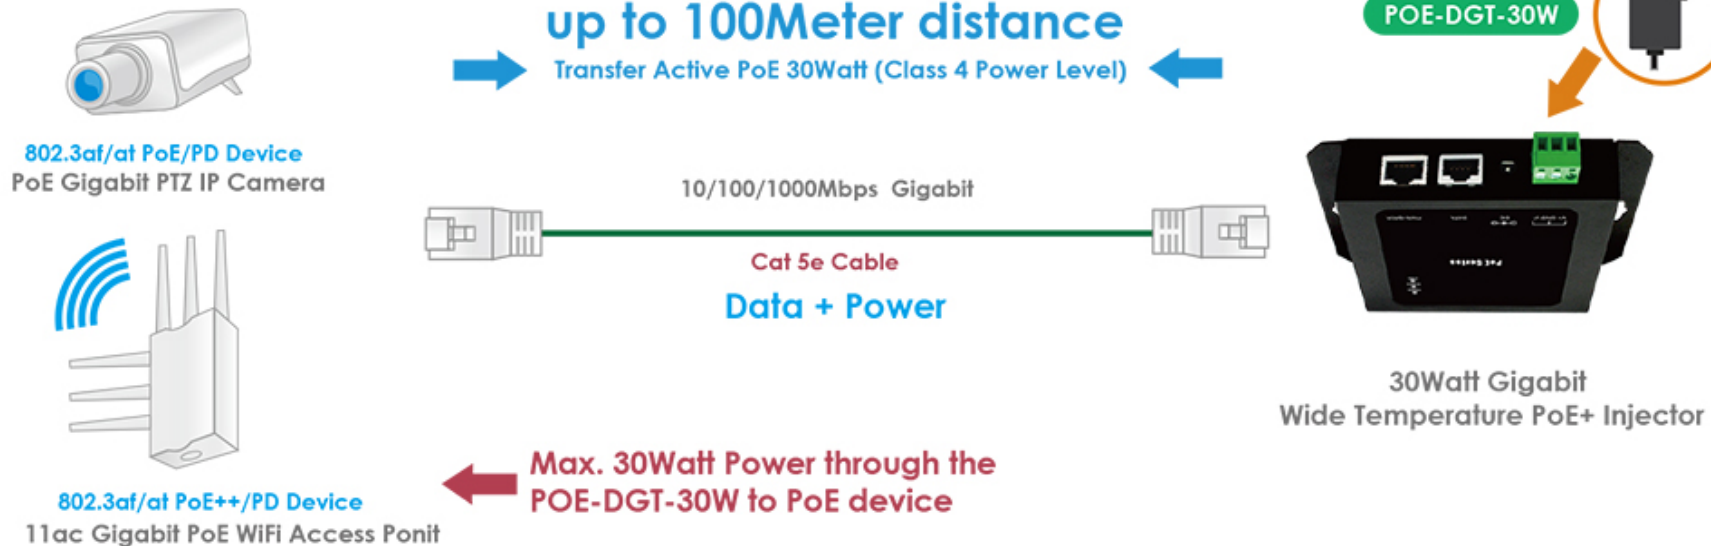 up to 100Meter distance
Transfer Active PoE 30Watt (Class 4 Power Level)
POE-DGT-30W
802.3af/at PoE/PD Device
PoE Gigabit PTZ IP Camera
10/100/1000Mbps Gigabit
Cat 5e Cable
Data + Power
PoE Series
30Watt Gigabit
Wide Temperature PoE+ Injector
Max. 30Watt Power through the
POE-DGT-30W to PoE device
802.3af/at PoE++/PD Device
11ac Gigabit PoE WiFi Access Ponit